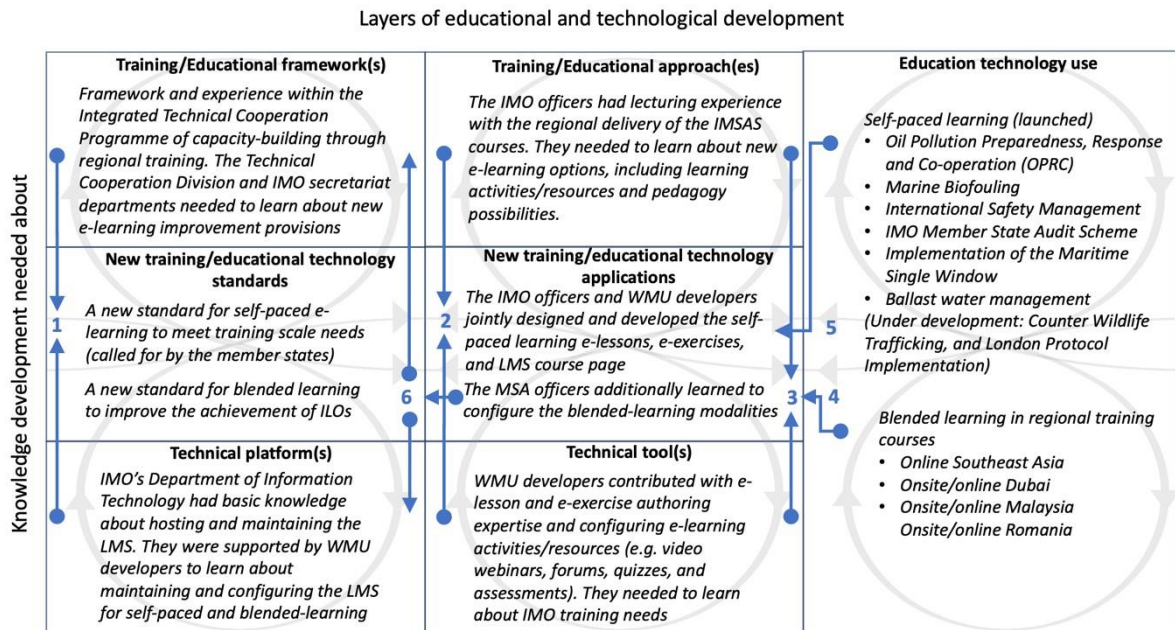 Layers of educational and technological development
Knowledge development needed about
Training/Educational framework(s)
Framework and experience within the
Integrated Technical Cooperation
Programme of capacity-building through
regional training. The Technical
Cooperation Division and IMO secretariat
departments needed to learn about new
e-learning improvement provisions
Training/Educational approach(es)
The IMO officers had lecturing experience
with the regional delivery of the IMSAS
courses. They needed to learn about new
e-learning options, including learning
activities/resources and pedagogy
possibilities.
Education technology use
Self-paced learning (launched)
• Oil Pollution Preparedness, Response
and Co-operation (OPRC)
• Marine Biofouling
• International Safety Management
• IMO Member State Audit Scheme
• Implementation of the Maritime
Single Window
• Ballast water management
(Under development: Counter Wildlife
Trafficking, and London Protocol
Implementation)
Blended learning in regional training
courses
• Online Southeast Asia
• Onsite/online Dubai
• Onsite/online Malaysia
Onsite/online Romania
New training/educational technology
standards
A new standard for self-paced e-
learning to meet training scale needs
(called for by the member states)
A new standard for blended learning
to improve the achievement of ILOs
New training/educational technology
applications
The IMO officers and WMU developers
jointly designed and developed the self-
paced learning e-lessons, e-exercises,
and LMS course page
The MSA officers additionally learned to
configure the blended-learning modalities
1
2
5
6
3
4
Technical platform(s)
IMO's Department of Information
Technology had basic knowledge
about hosting and maintaining the
LMS. They were supported by WMU
developers to learn about
maintaining and configuring the LMS
for self-paced and blended-learning
Technical tool(s)
WMU developers contributed with e-
lesson and e-exercise authoring
expertise and configuring e-learning
activities/resources (e.g. video
webinars, forums, quizzes, and
assessments). They needed to learn
about IMO training needs